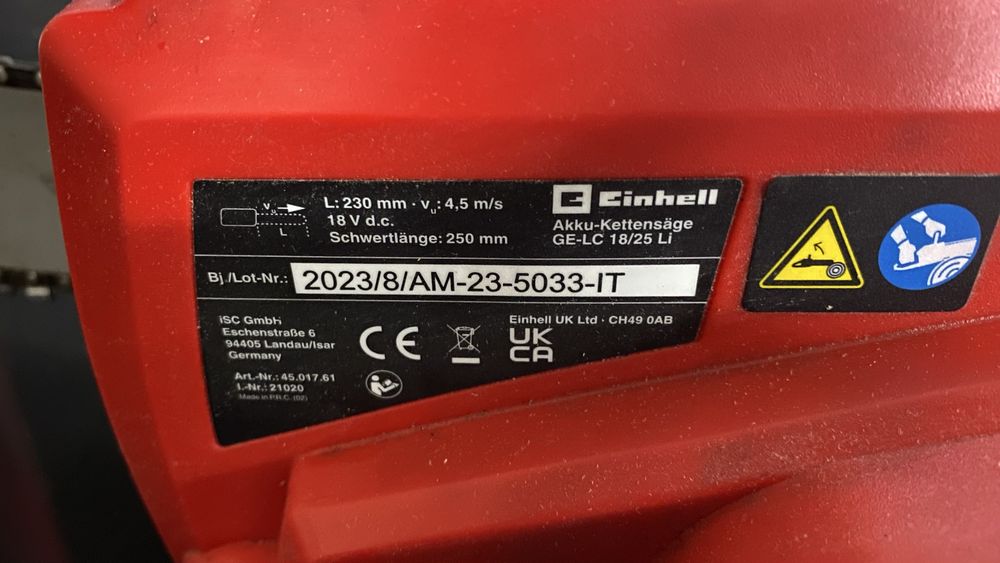 L: 230 mm · vᵤ: 4,5 m/s
18 V d.c.
Schwertlänge: 250 mm
L
Einhell
Akku-Kettensäge
GE-LC 18/25 Li
Bj./Lot-Nr.: 2023/8/AM-23-5033-IT
iSC GmbH
Eschenstraße 6
94405 Landau/Isar
Germany
Art.-Nr.: 45.017.61
I.-Nr.: 21020
Made in P.R.C. (02)
CE
Einhell UK Ltd · CH49 0AB
UK
CA